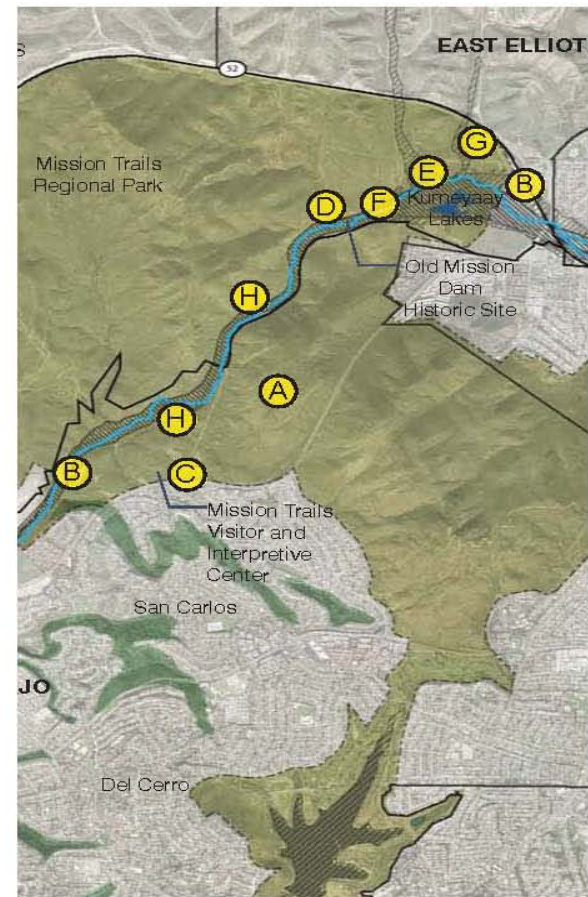 S
EAST ELLIOT
52
Mission Trails
Regional Park
G
E
B
D
F
Kumeyaay
Lakes
Old Mission
Dam
Historic Site
H
A
H
B
C
Mission Trails
Visitor and
Interpretive
Center
San Carlos
JO
Del Cerro